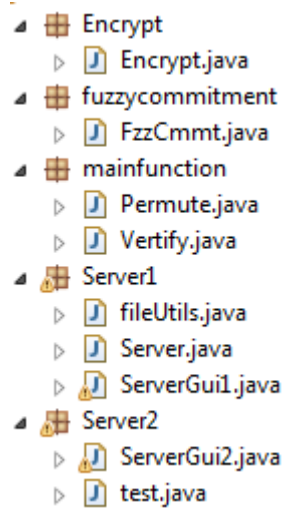 Encrypt
Encrypt.java
fuzzycommitment
FzzCmmt.java
mainfunction
Permute.java
Vertify.java
Server1
fileUtils.java
Server.java
ServerGui1.java
Server2
ServerGui2.java
test.java